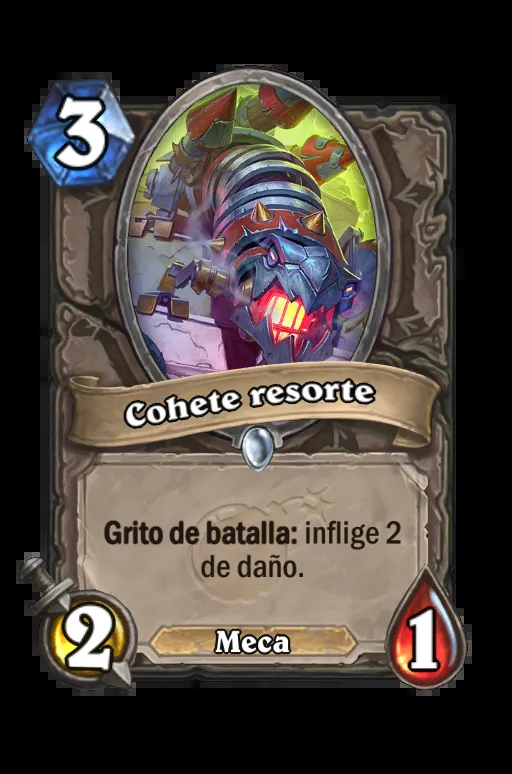 3
Cohete resorte
Grito de batalla: inflige 2
de daño.
2
Meca
1